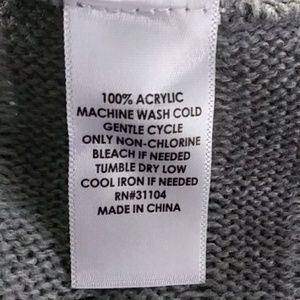 100% ACRYLIC
MACHINE WASH COLD
GENTLE CYCLE
ONLY NON-CHLORINE
BLEACH IF NEEDED
TUMBLE DRY LOW
COOL IRON IF NEEDED
RN#31104
MADE IN CHINA